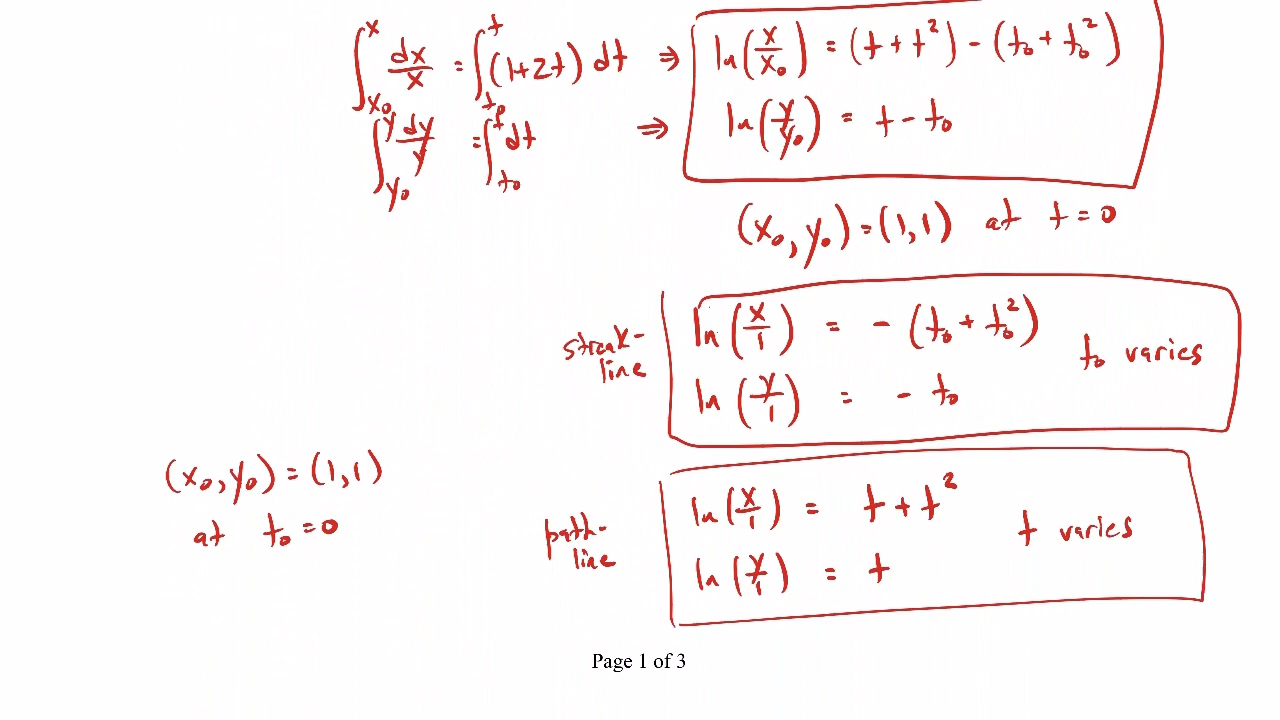 ∫_{x₀}^{x} dx/x = ∫_{t₀}^{t} (1+2t) dt ⇒ ln(x/x₀) = (t + t²) - (t₀ + t₀²)
∫_{y₀}^{y} dy/y = ∫_{t₀}^{t} dt ⇒ ln(y/y₀) = t - t₀
(x₀, y₀) = (1,1) at t = 0
streak-
line
ln(x/1) = - (t₀ + t₀²)
ln(y/1) = - t₀
t₀ varies
(x₀, y₀) = (1,1)
at t₀ = 0
path-
line
ln(x/1) = t + t²
ln(y/1) = t
t varies
Page 1 of 3